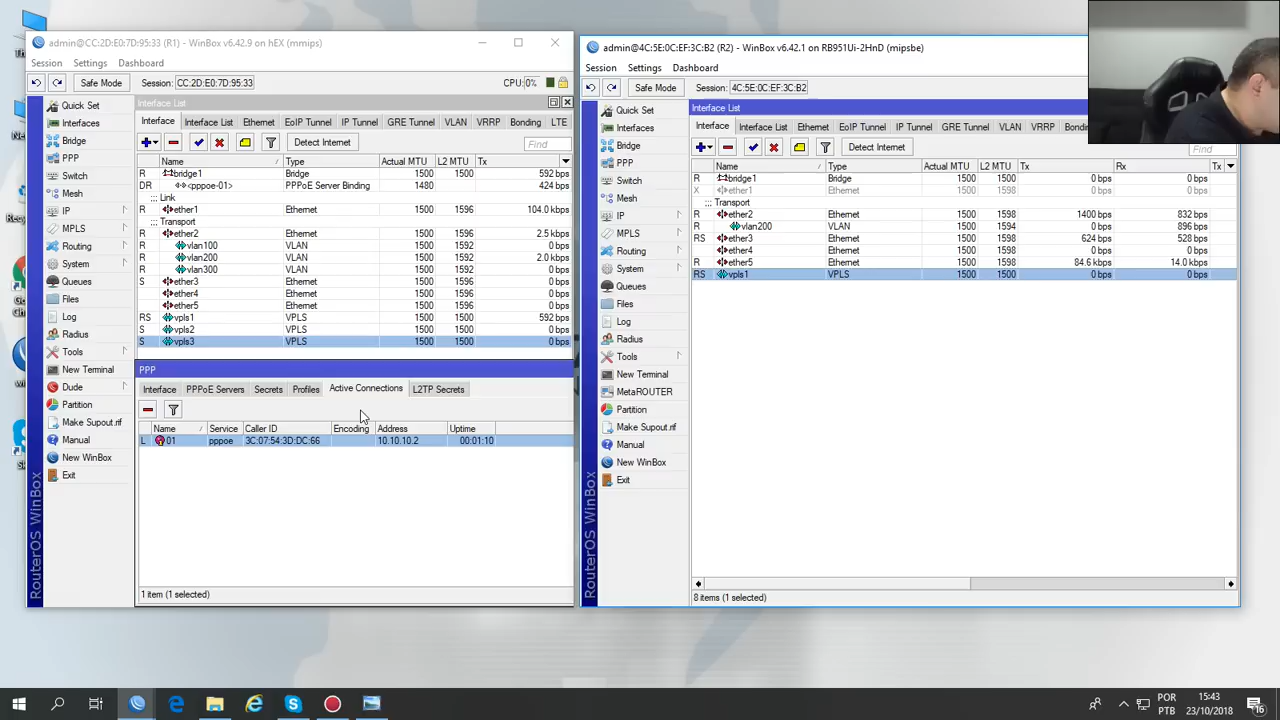 admin@CC:2D:E0:7D:95:33 (R1) - WinBox v6.42.9 on hEX (mmips)
Session Settings Dashboard
Safe Mode Session: CC:2D:E0:7D:95:33 CPU: 0%
Quick Set
Interfaces
Bridge
PPP
Switch
Mesh
IP
MPLS
Routing
System
Queues
Files
Log
Radius
Tools
New Terminal
Dude
Partition
Make Supout.rif
Manual
New WinBox
Exit
RouterOS WinBox
Interface List
Interface Interface List Ethernet EoIP Tunnel IP Tunnel GRE Tunnel VLAN VRRP Bonding LTE
Detect Internet Find
Name Type Actual MTU L2 MTU Tx
R bridge1 Bridge 1500 1500 592 bps
DR <pppoe-01> PPPoE Server Binding 1480 424 bps
;;; Link
R ether1 Ethernet 1500 1596 104.0 kbps
;;; Transport
R ether2 Ethernet 1500 1596 2.5 kbps
R vlan100 VLAN 1500 1592 0 bps
R vlan200 VLAN 1500 1592 2.0 kbps
R vlan300 VLAN 1500 1592 0 bps
S ether3 Ethernet 1500 1596 0 bps
ether4 Ethernet 1500 1596 0 bps
ether5 Ethernet 1500 1596 0 bps
RS vpls1 VPLS 1500 1500 592 bps
S vpls2 VPLS 1500 1500 0 bps
S vpls3 VPLS 1500 1500 0 bps
PPP
Interface PPPoE Servers Secrets Profiles Active Connections L2TP Secrets
Name Service Caller ID Encoding Address Uptime
L 01 pppoe 3C:07:54:3D:DC:66 10.10.10.2 00:01:10
1 item (1 selected)
admin@4C:5E:0C:EF:3C:B2 (R2) - WinBox v6.42.1 on RB951Ui-2HnD (mipsbe)
Session Settings Dashboard
Safe Mode Session: 4C:5E:0C:EF:3C:B2
Quick Set
Interfaces
Bridge
PPP
Switch
Mesh
IP
MPLS
Routing
System
Queues
Files
Log
Radius
Tools
New Terminal
MetaROUTER
Partition
Make Supout.rif
Manual
New WinBox
Exit
RouterOS WinBox
Interface List
Interface Interface List Ethernet EoIP Tunnel IP Tunnel GRE Tunnel VLAN VRRP Bondin
Detect Internet Find
Name Type Actual MTU L2 MTU Tx Rx Tx
R bridge1 Bridge 1500 1500 0 bps 0 bps
X ether1 Ethernet 1500 1598 0 bps 0 bps
;;; Transport
R ether2 Ethernet 1500 1598 1400 bps 832 bps
R vlan200 VLAN 1500 1594 0 bps 896 bps
RS ether3 Ethernet 1500 1598 624 bps 528 bps
ether4 Ethernet 1500 1598 0 bps 0 bps
R ether5 Ethernet 1500 1598 84.6 kbps 14.0 kbps
RS vpls1 VPLS 1500 1500 0 bps 0 bps
8 items (1 selected)
POR
PTB
15:43
23/10/2018
16